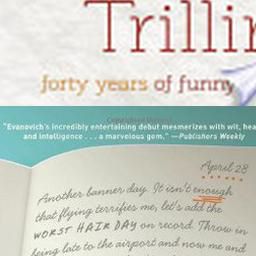 Trillin
forty years of funny
"Evanovich's incredibly entertaining debut mesmerizes with wit, hea
and intelligence . . . a marvelous gem." —Publishers Weekly
April 28
Another banner day. It isn't enough
that flying terrifies me, let's add the
WORST HAIR DAY on record. Throw in
being late to the airport and now me and